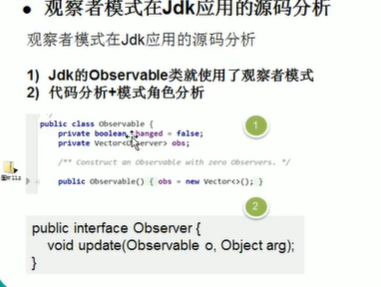 观察者模式在Jdk应用的源码分析
观察者模式在Jdk应用的源码分析
1) Jdk的Observable类就使用了观察者模式
2) 代码分析+模式角色分析
*/
public class Observable {
private boolean changed = false;
private Vector<Observer> obs;
/** Construct an Observable with zero Observers. */
public Observable() { obs = new Vector<>(); }
1
2
public interface Observer {
void update(Observable o, Object arg);
}